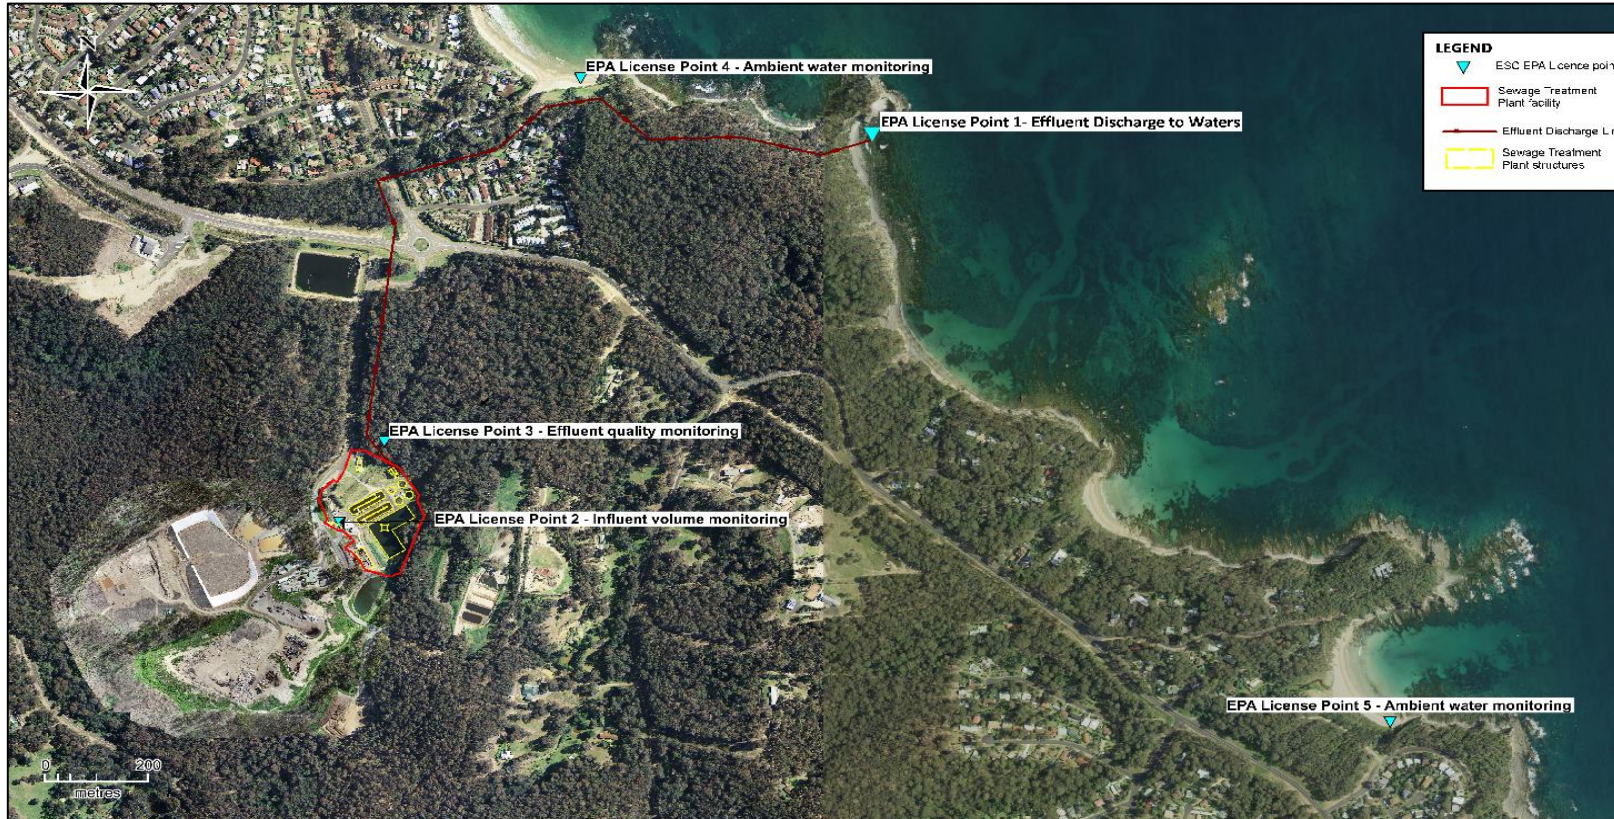 N
EPA License Point 4 - Ambient water monitoring
EPA License Point 1- Effluent Discharge to Waters
LEGEND
ESC EPA Licence poin
Sewage Treatment
Plant facility
Effluent Discharge Li
Sewage Treatment
Plant structures
EPA License Point 3 - Effluent quality monitoring
EPA License Point 2 - Influent volume monitoring
EPA License Point 5 - Ambient water monitoring
0 200
metres